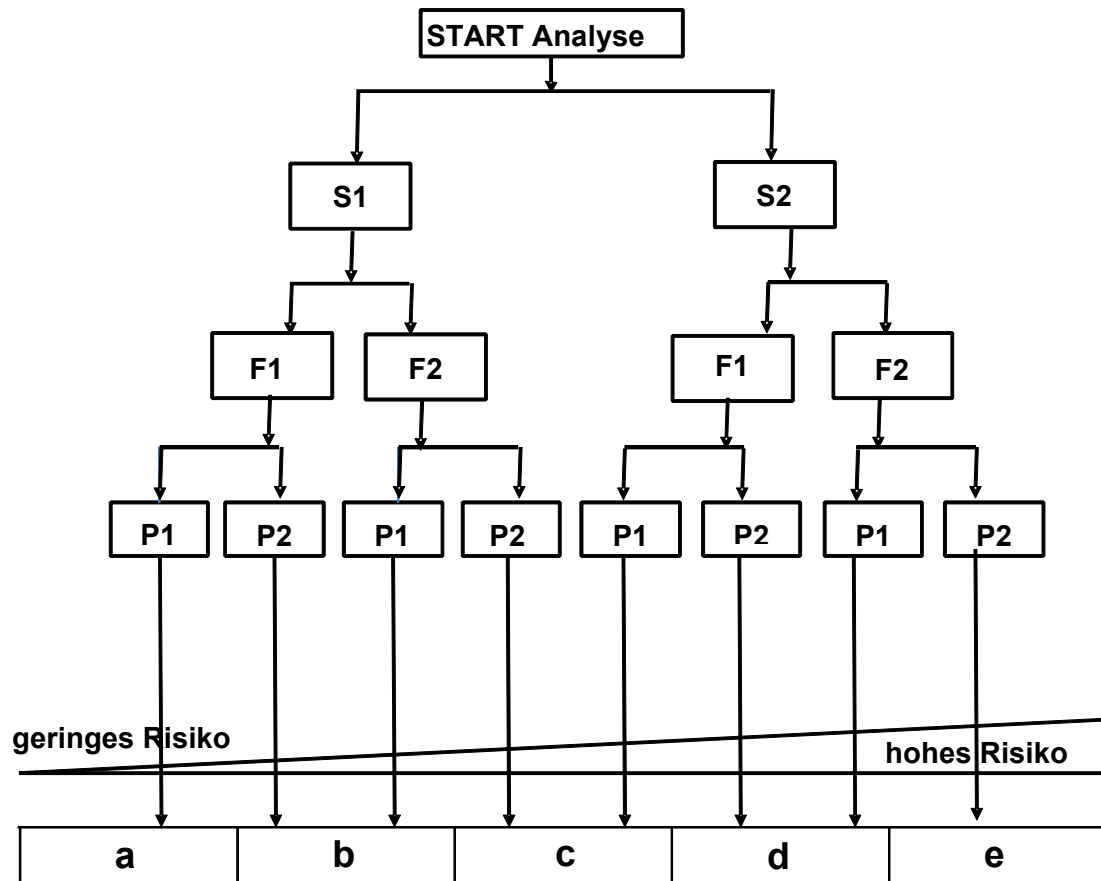 START Analyse
S1 S2
F1 F2 F1 F2
P1 P2 P1 P2 P1 P2 P1 P2
geringes Risiko
hohes Risiko
a b c d e